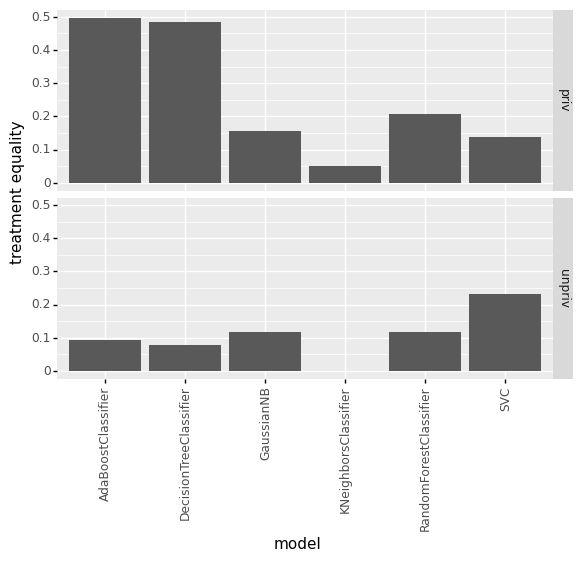 treatment equality
0.5
0.4
0.3
0.2
0.1
0
priv
0.5
0.4
0.3
0.2
0.1
0
unpriv
AdaBoostClassifier
DecisionTreeClassifier
GaussianNB
KNeighborsClassifier
RandomForestClassifier
SVC
model